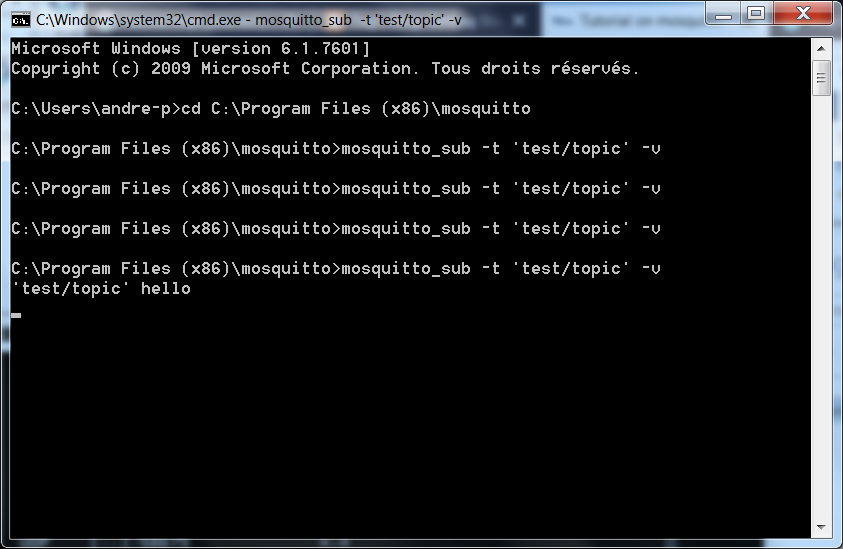 C:\Windows\system32\cmd.exe - mosquitto_sub -t 'test/topic' -v
Microsoft Windows [version 6.1.7601]
Copyright (c) 2009 Microsoft Corporation. Tous droits réservés.
C:\Users\andre-p>cd C:\Program Files (x86)\mosquitto
C:\Program Files (x86)\mosquitto>mosquitto_sub -t 'test/topic' -v
C:\Program Files (x86)\mosquitto>mosquitto_sub -t 'test/topic' -v
C:\Program Files (x86)\mosquitto>mosquitto_sub -t 'test/topic' -v
C:\Program Files (x86)\mosquitto>mosquitto_sub -t 'test/topic' -v
'test/topic' hello